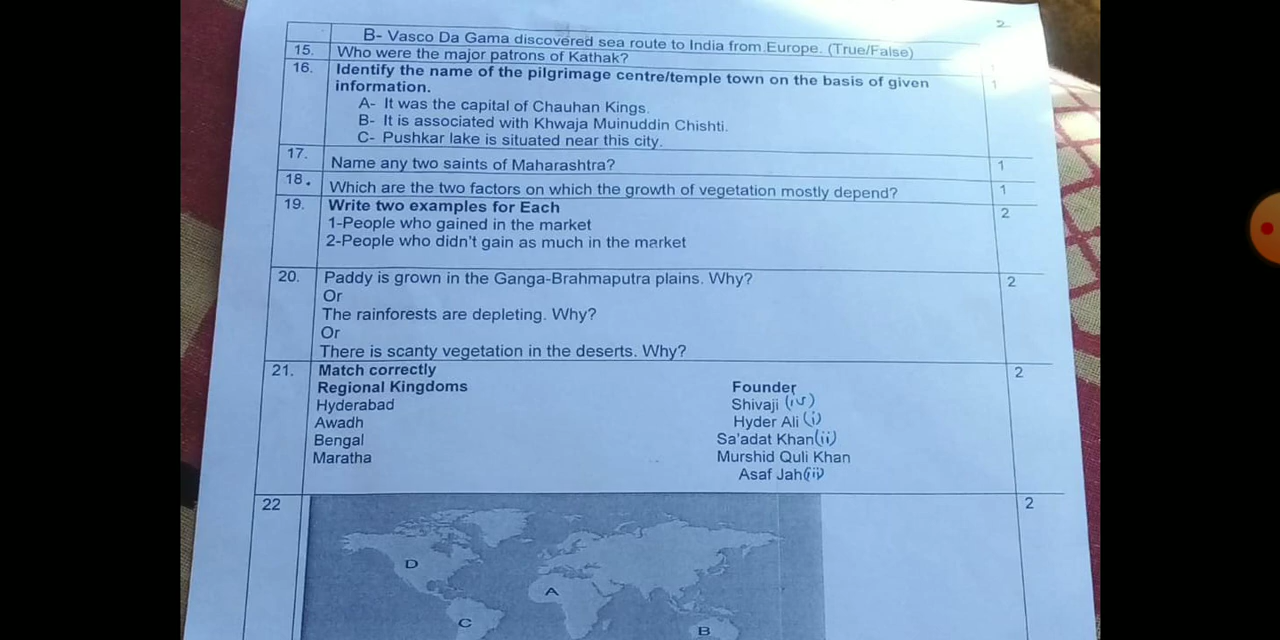 2
B- Vasco Da Gama discovered sea route to India from Europe. (True/False)
15. Who were the major patrons of Kathak?
16. Identify the name of the pilgrimage centre/temple town on the basis of given 1
information.
A- It was the capital of Chauhan Kings.
B- It is associated with Khwaja Muinuddin Chishti.
C- Pushkar lake is situated near this city.
17. Name any two saints of Maharashtra? 1
18. Which are the two factors on which the growth of vegetation mostly depend? 1
19. Write two examples for Each 2
1-People who gained in the market
2-People who didn't gain as much in the market
20. Paddy is grown in the Ganga-Brahmaputra plains. Why? 2
Or
The rainforests are depleting. Why?
Or
There is scanty vegetation in the deserts. Why?
21. Match correctly 2
Regional Kingdoms Founder
Hyderabad Shivaji (iv)
Awadh Hyder Ali (i)
Bengal Sa'adat Khan (ii)
Maratha Murshid Quli Khan
Asaf Jah
22 2
D
A
C
B